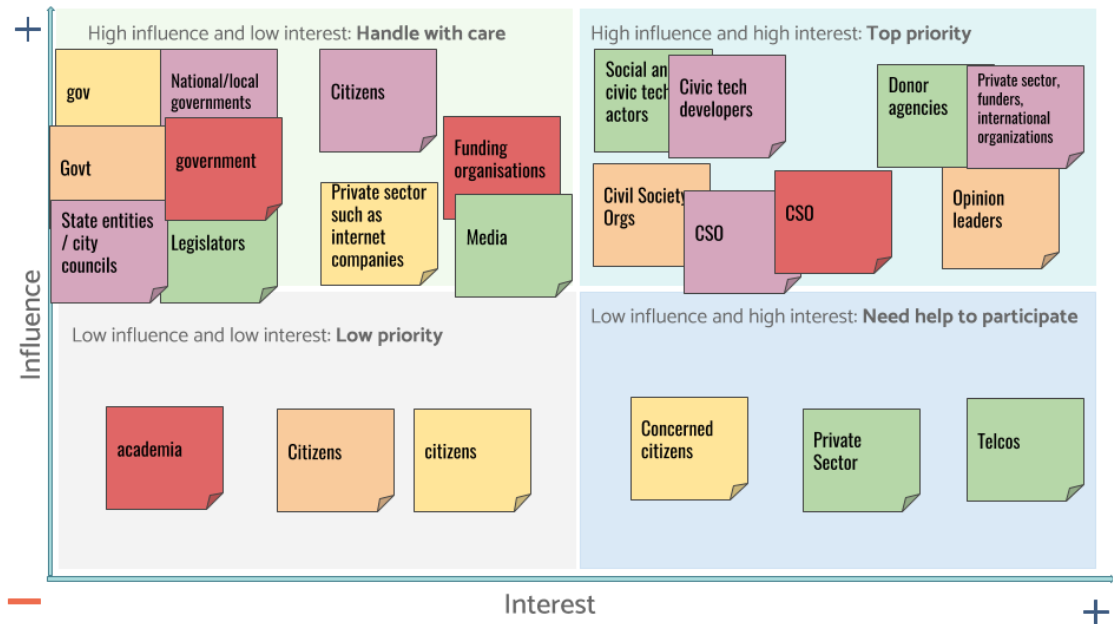 High influence and low interest: Handle with care
gov
National/local
governments
Citizens
Govt
government
Funding
organisations
State entities
/ city
councils
Legislators
Private sector
such as
internet
companies
Media
High influence and high interest: Top priority
Social an
civic tech
actors
Civic tech
developers
Donor
agencies
Private sector,
funders,
international
organizations
Civil Society
Orgs
CSO
CSO
Opinion
leaders
Influence
Low influence and low interest: Low priority
academia
Citizens
citizens
Low influence and high interest: Need help to participate
Concerned
citizens
Private
Sector
Telcos
Interest